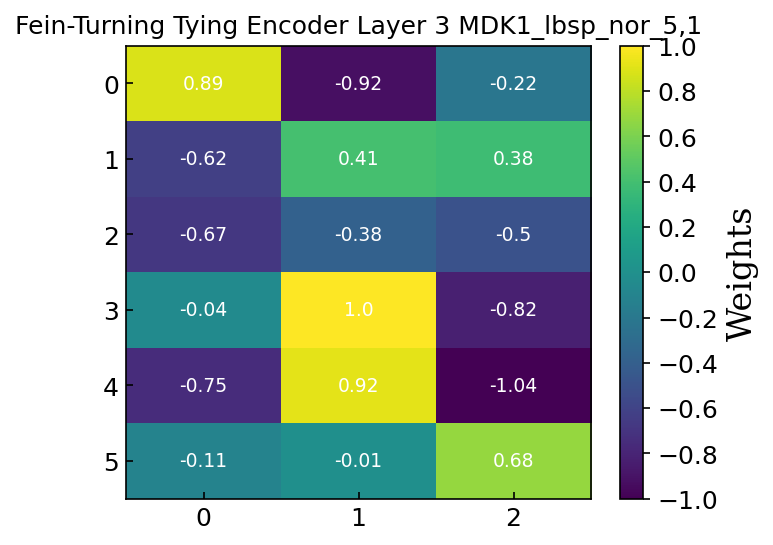 Fein-Turning Tying Encoder Layer 3 MDK1_lbsp_nor_5,1
0 0.89 -0.92 -0.22
1 -0.62 0.41 0.38
2 -0.67 -0.38 -0.5
3 -0.04 1.0 -0.82
4 -0.75 0.92 -1.04
5 -0.11 -0.01 0.68
0 1 2
1.0
0.8
0.6
0.4
0.2
0.0
−0.2
−0.4
−0.6
−0.8
−1.0
Weights